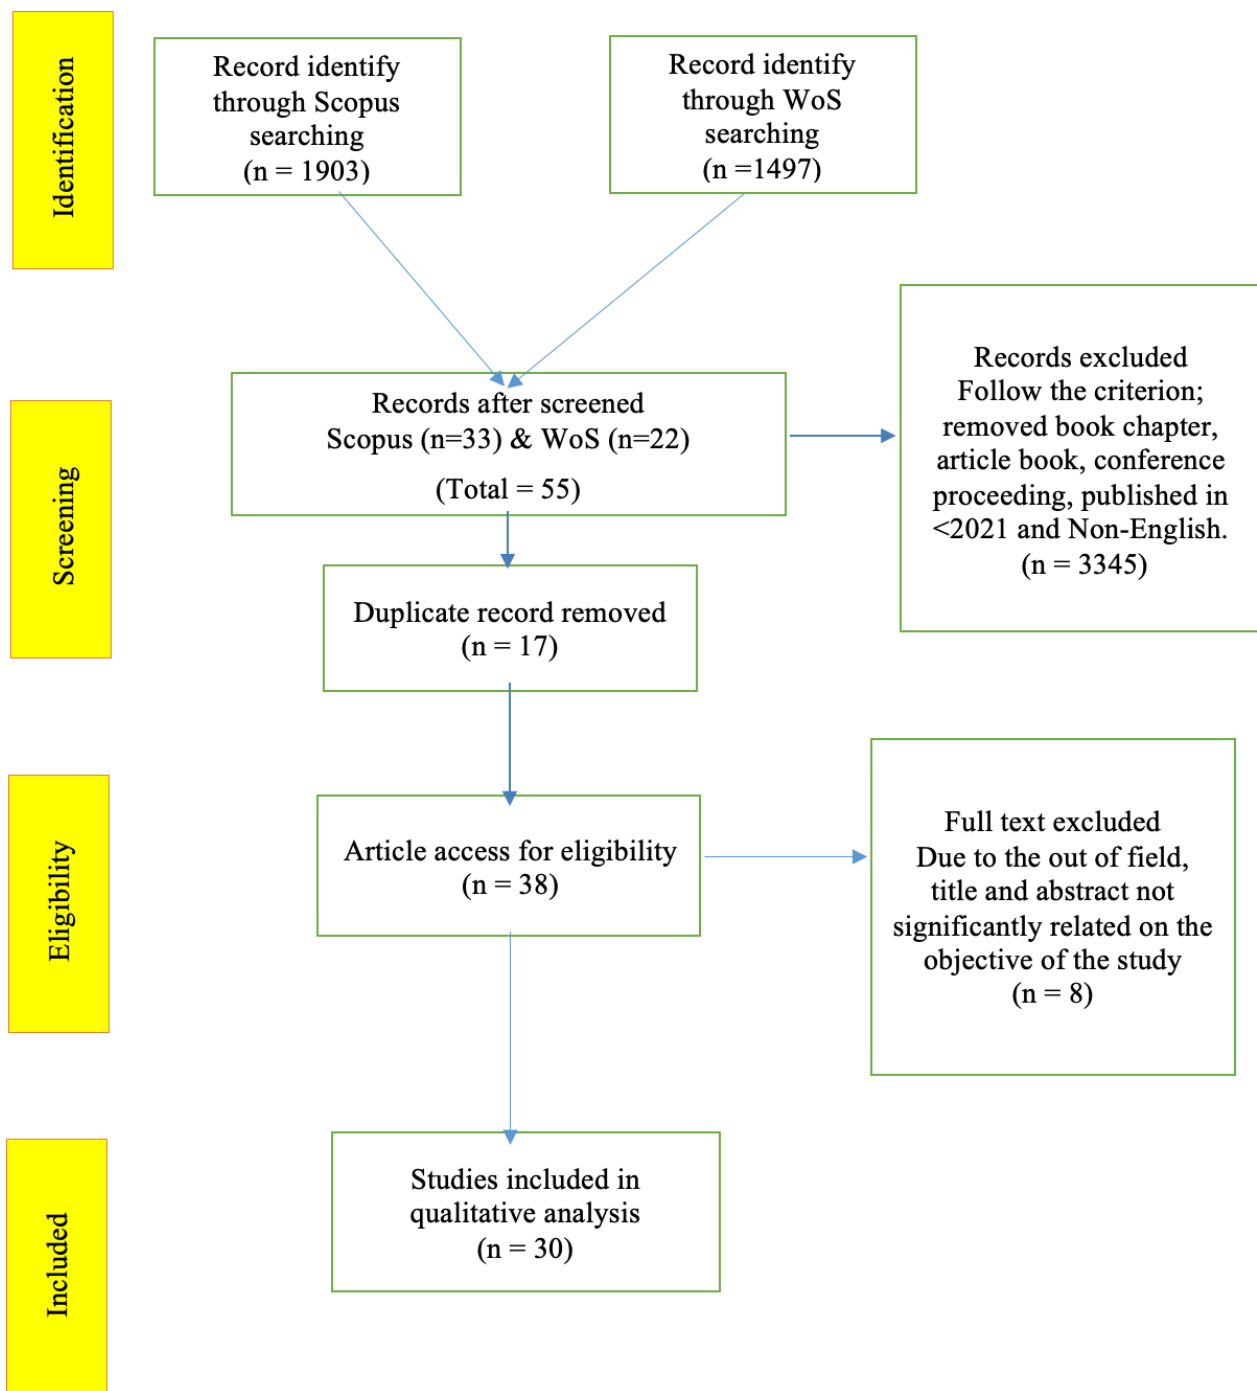 Identification
Record identify
through Scopus
searching
(n = 1903)
Record identify
through WoS
searching
(n =1497)
Screening
Records after screened
Scopus (n=33) & WoS (n=22)
(Total = 55)
Records excluded
Follow the criterion;
removed book chapter,
article book, conference
proceeding, published in
<2021 and Non-English.
(n = 3345)
Duplicate record removed
(n = 17)
Eligibility
Article access for eligibility
(n = 38)
Full text excluded
Due to the out of field,
title and abstract not
significantly related on the
objective of the study
(n = 8)
Included
Studies included in
qualitative analysis
(n = 30)